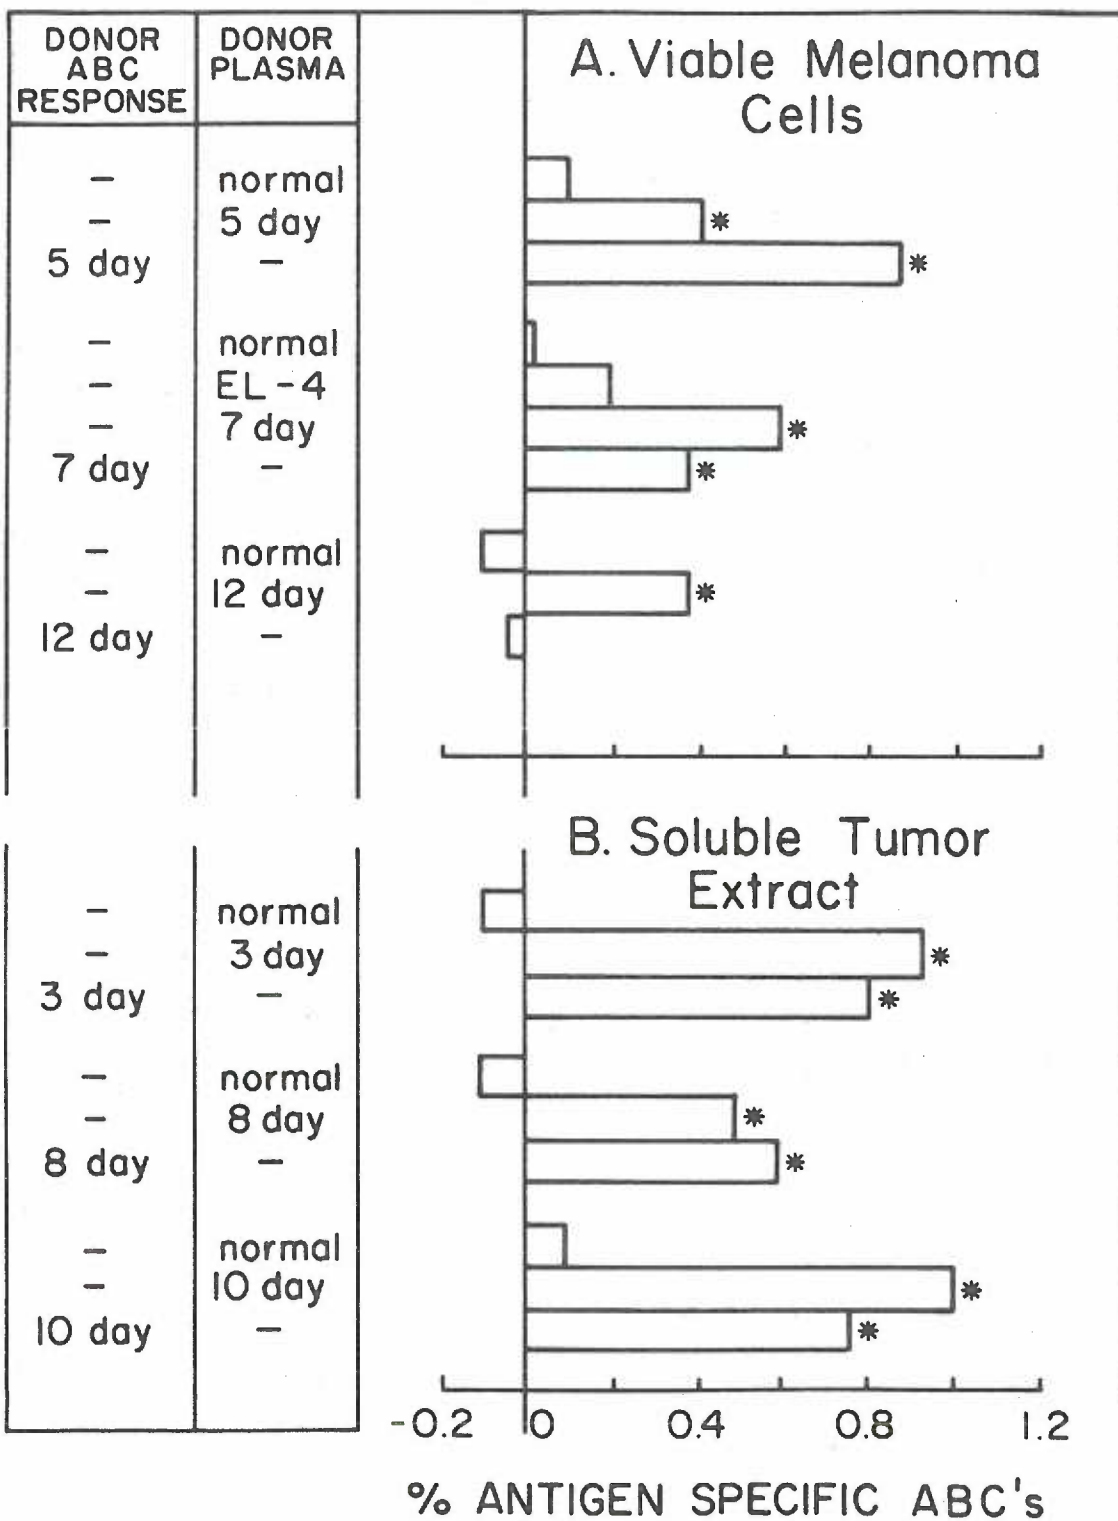 DONOR ABC RESPONSE
DONOR PLASMA
A. Viable Melanoma Cells
– normal
– 5 day *
5 day – *
– normal
– EL-4
– 7 day *
7 day – *
– normal
– 12 day *
12 day –
B. Soluble Tumor Extract
– normal
– 3 day *
3 day – *
– normal
– 8 day *
8 day – *
– normal
– 10 day *
10 day – *
-0.2 0 0.4 0.8 1.2
% ANTIGEN SPECIFIC ABC's